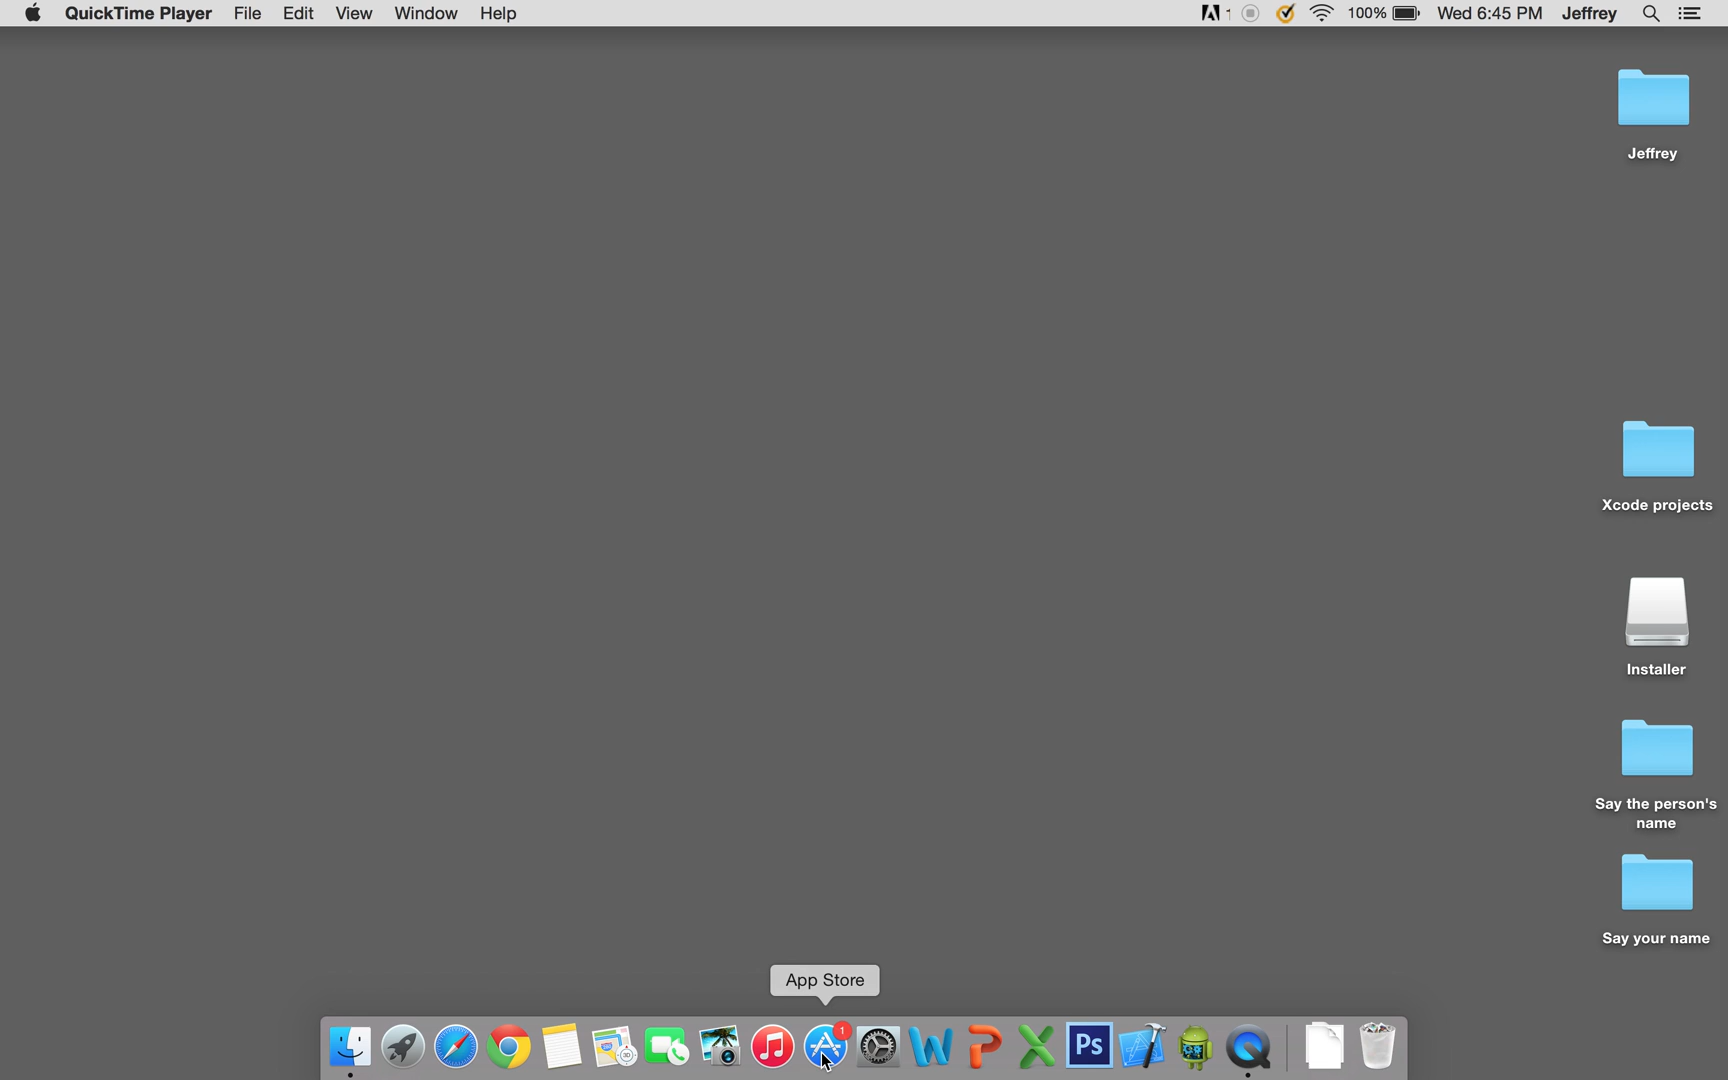 QuickTime Player File Edit View Window Help 1 100% Wed 6:45 PM Jeffrey
Jeffrey
Xcode projects
Installer
Say the person's
name
Say your name
App Store
1
Ps